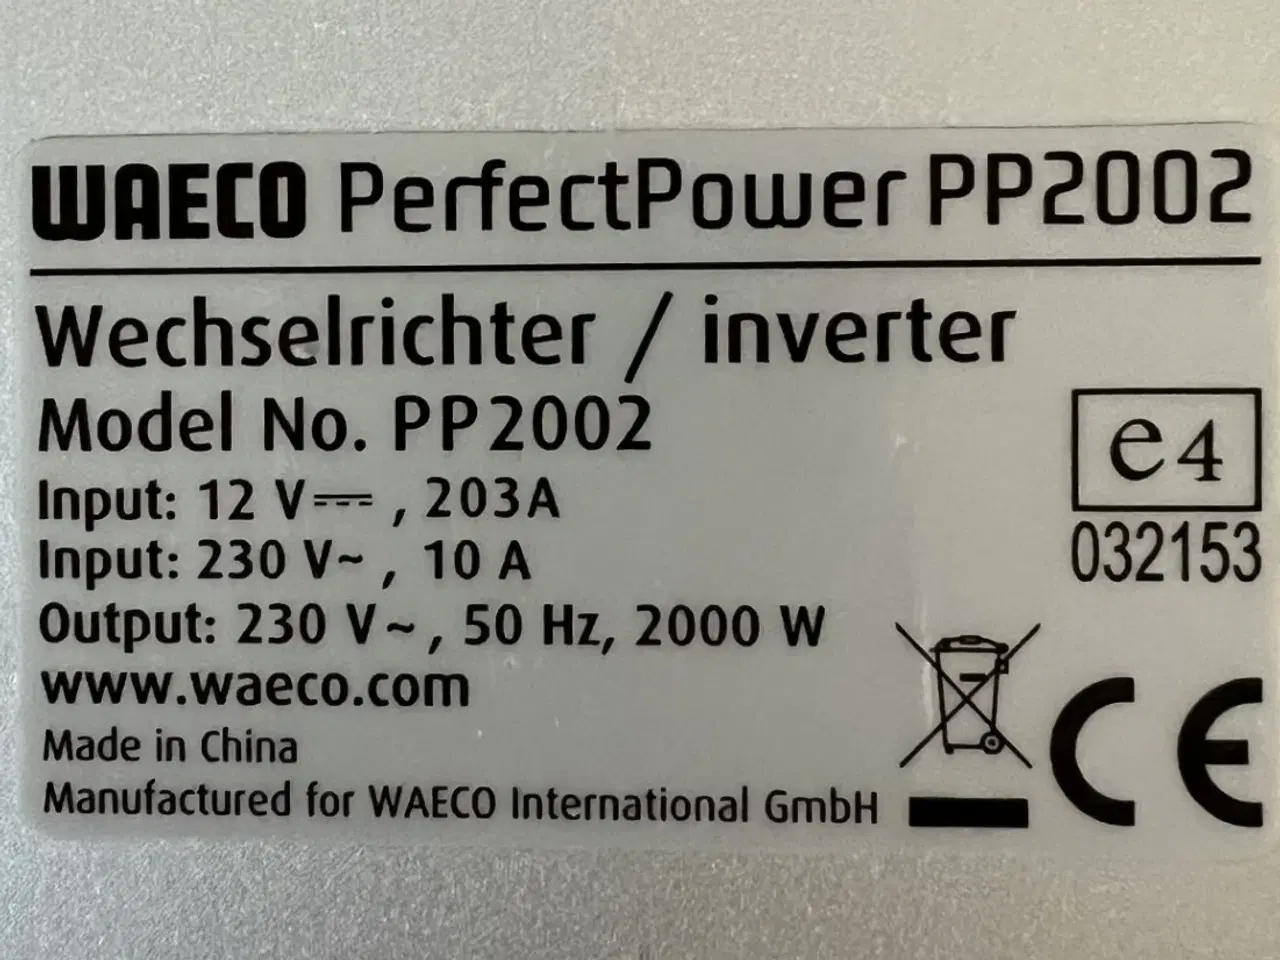 WAECO PerfectPower PP2002
Wechselrichter / inverter
Model No. PP2002
Input: 12 V⎓, 203A
Input: 230 V~, 10 A
Output: 230 V~, 50 Hz, 2000 W
www.waeco.com
Made in China
Manufactured for WAECO International GmbH
e4
032153
CE